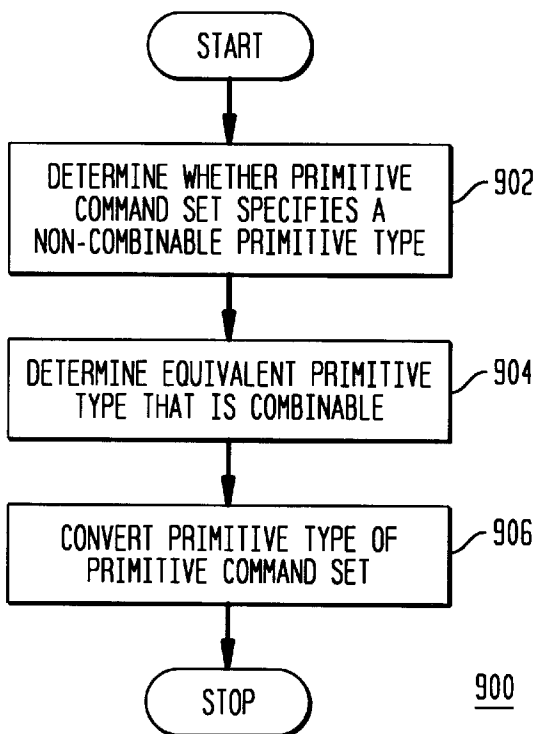 START
DETERMINE WHETHER PRIMITIVE
COMMAND SET SPECIFIES A
NON-COMBINABLE PRIMITIVE TYPE
902
DETERMINE EQUIVALENT PRIMITIVE
TYPE THAT IS COMBINABLE
904
CONVERT PRIMITIVE TYPE OF
PRIMITIVE COMMAND SET
906
STOP
900